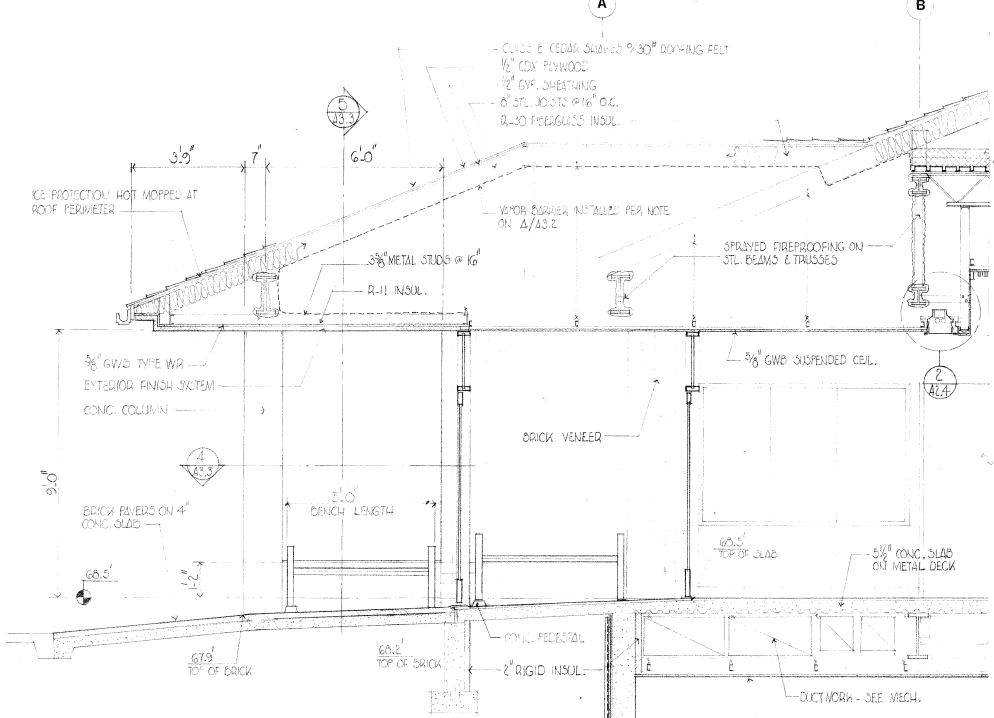 A
B
CLASS B CEDAR SHAKES O/30# ROOFING FELT
1/2" CDX PLYWOOD
1/2" GYP. SHEATHING
8" STL. JOISTS @ 16" O.C.
R-30 FIBERGLASS INSUL.
5
A3.3
3'9"
7"
6'-0"
ICE PROTECTION HOT MOPPED AT
ROOF PERIMETER
VAPOR BARRIER INSTALLED PER NOTE
ON A/A3.2
SPRAYED FIREPROOFING ON
STL. BEAMS & TRUSSES
3 5/8" METAL STUDS @ 16"
R-11 INSUL.
5/8" GWB TYPE WR
EXTERIOR FINISH SYSTEM
CONC. COLUMN
5/8" GWB SUSPENDED CEIL.
2
A2.4
BRICK VENEER
4
A3.3
9'-0"
5'-0"
BENCH LENGTH
BRICK PAVERS ON 4"
CONC. SLAB
68.5'
TOP OF SLAB
5 1/2" CONC. SLAB
ON METAL DECK
68.5'
1'-2"
67.9'
TOP OF BRICK
68.2'
TOP OF BRICK
CONC. PEDESTAL
2" RIGID INSUL.
DUCTWORK - SEE MECH.